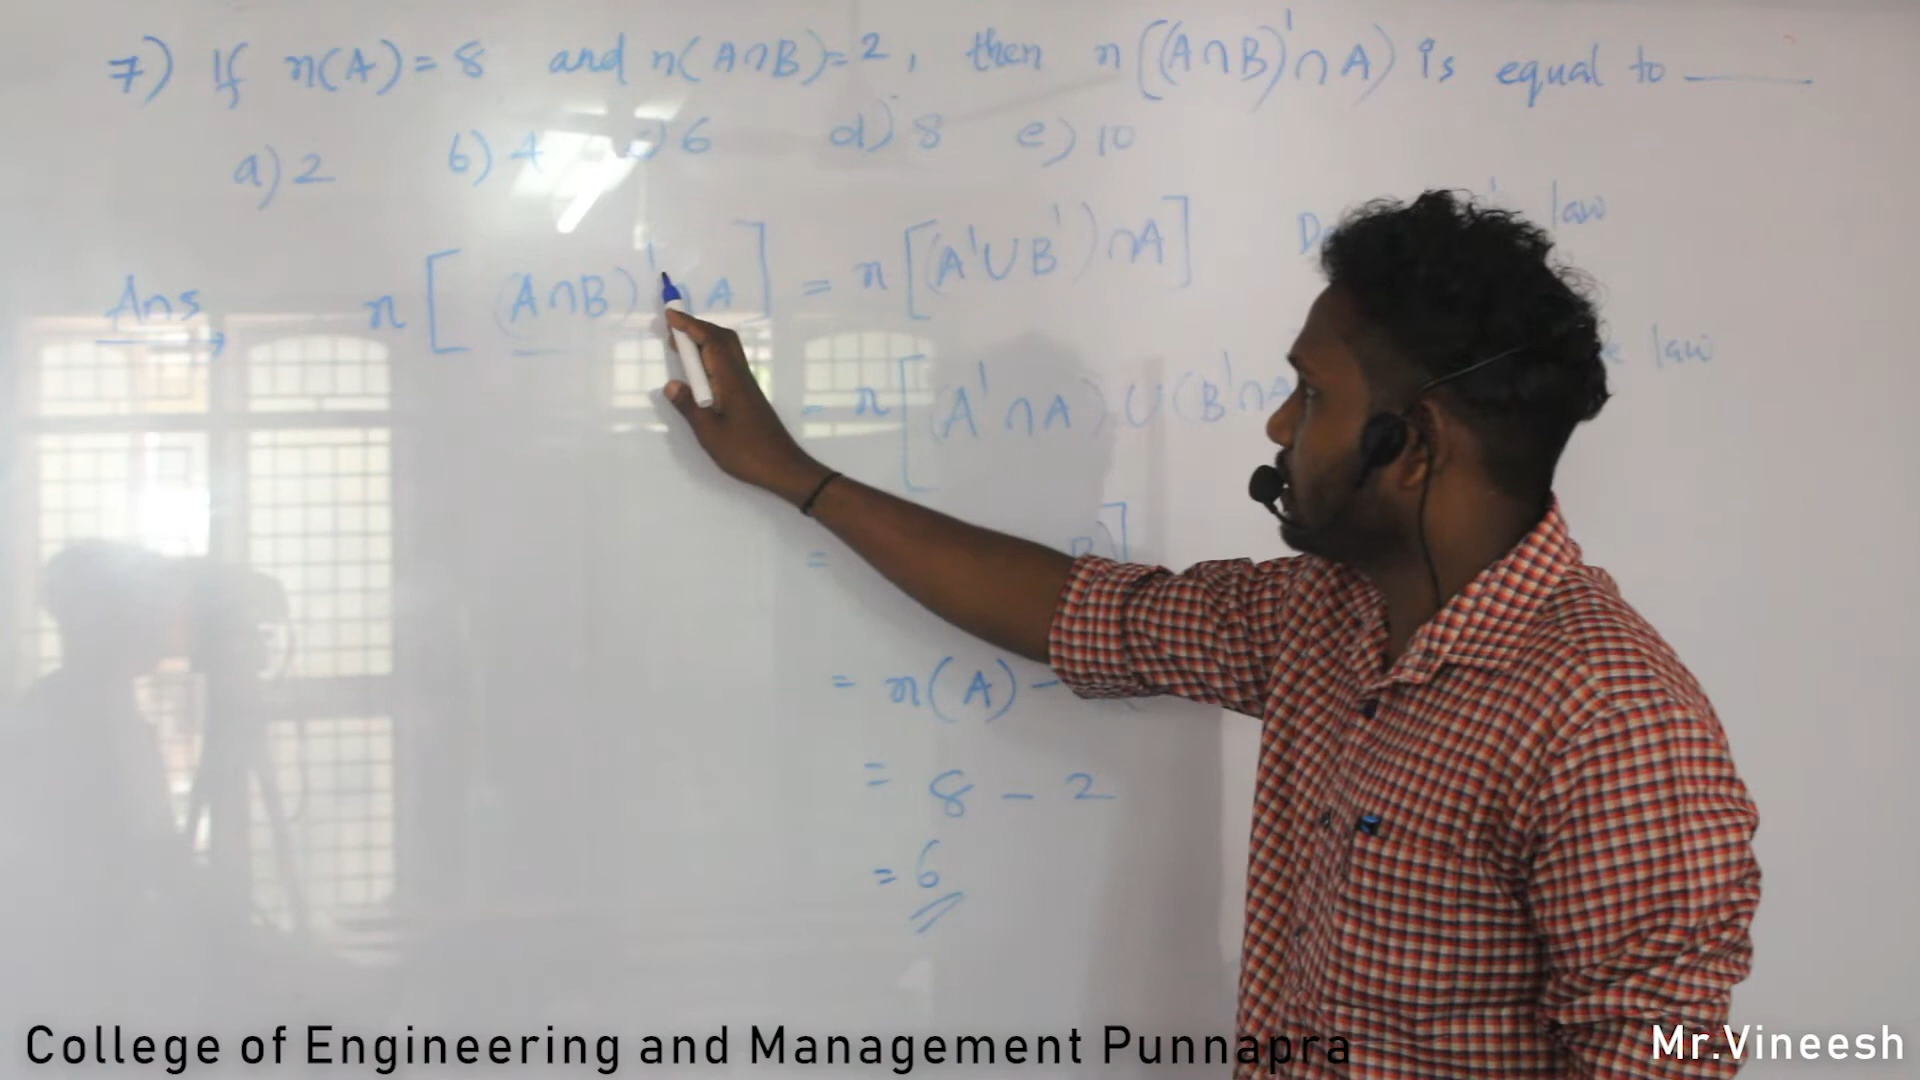 7) If n(A)=8 and n(A∩B)=2, then n[(A∩B)'∩A) is equal to ____
a) 2 b) 4 c) 6 d) 8 e) 10
Ans n[(A∩B)'∩A] = n[(A'∪B')∩A] law
= n[(A'∩A)∪(B'∩A law
= B)]
= n(A) -
= 8 - 2
= 6
College of Engineering and Management Punnapra
Mr.Vineesh